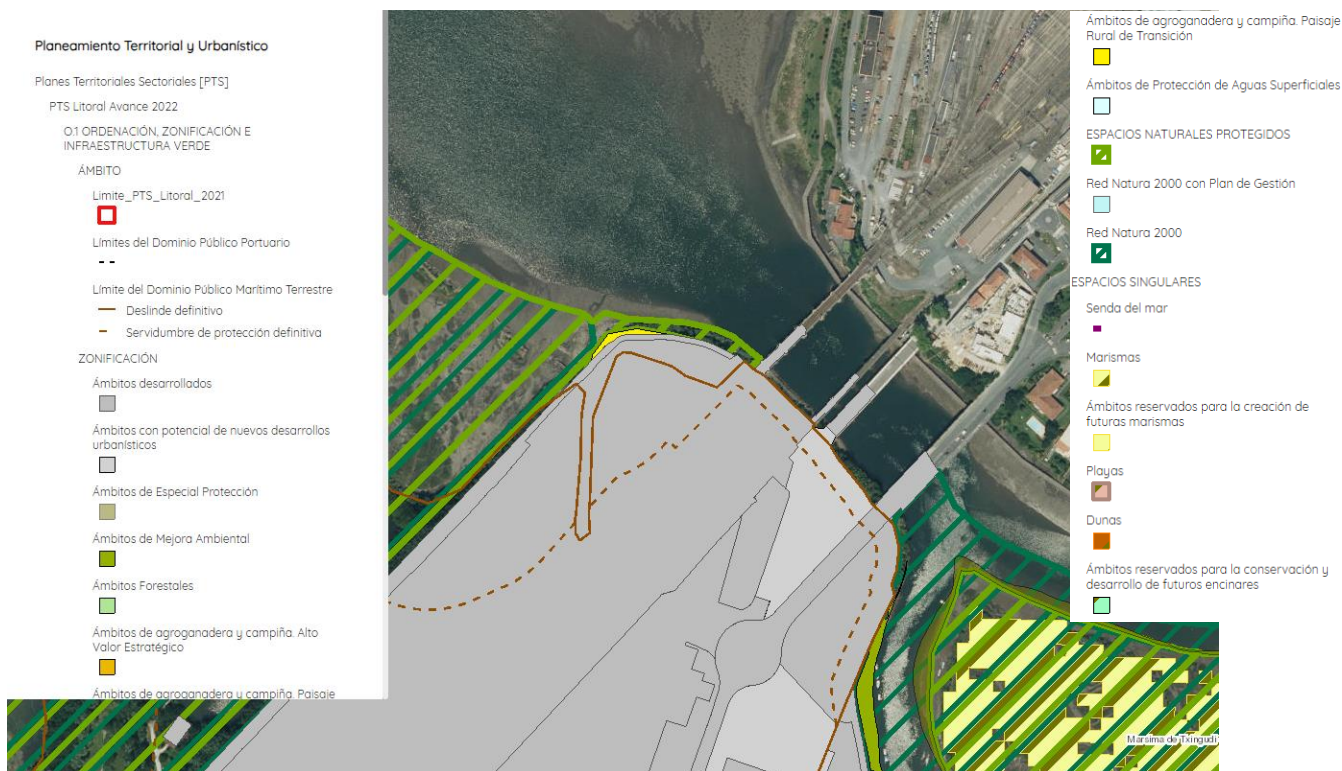 Planeamiento Territorial y Urbanístico
Planes Territoriales Sectoriales [PTS]
PTS Litoral Avance 2022
O.1 ORDENACIÓN, ZONIFICACIÓN E
INFRAESTRUCTURA VERDE
ÁMBITO
Limite_PTS_Litoral_2021
Límites del Dominio Público Portuario
Límite del Dominio Público Marítimo Terrestre
Deslinde definitivo
Servidumbre de protección definitiva
ZONIFICACIÓN
Ámbitos desarrollados
Ámbitos con potencial de nuevos desarrollos
urbanísticos
Ámbitos de Especial Protección
Ámbitos de Mejora Ambiental
Ámbitos Forestales
Ámbitos de agroganadera y campiña. Alto
Valor Estratégico
Ámbitos de agroganadera y campiña. Paisaje
Ámbitos de agroganadera y campiña. Paisaje
Rural de Transición
Ámbitos de Protección de Aguas Superficiales
ESPACIOS NATURALES PROTEGIDOS
Red Natura 2000 con Plan de Gestión
Red Natura 2000
ESPACIOS SINGULARES
Senda del mar
Marismas
Ámbitos reservados para la creación de
futuras marismas
Playas
Dunas
Ámbitos reservados para la conservación y
desarrollo de futuros encinares
Marisma de Txingudi